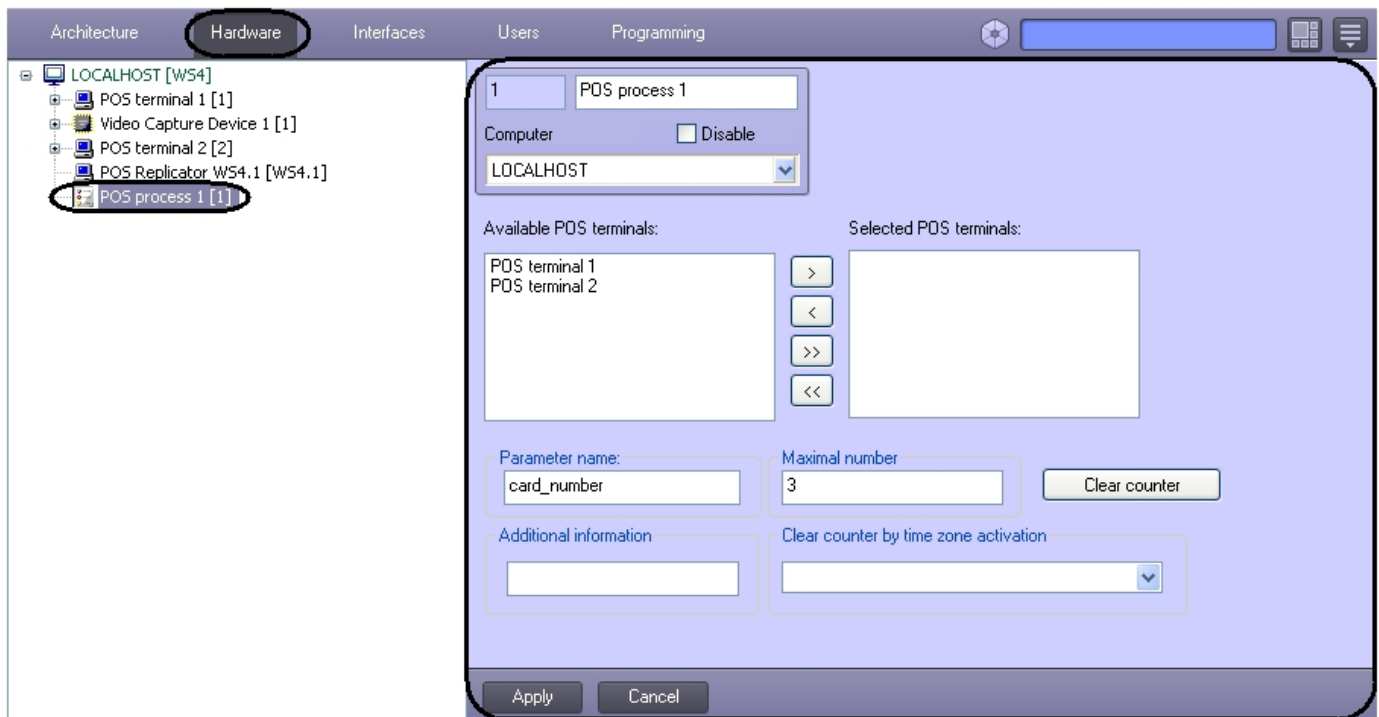 Architecture Hardware Interfaces Users Programming
LOCALHOST [WS4]
POS terminal 1 [1]
Video Capture Device 1 [1]
POS terminal 2 [2]
POS Replicator WS4.1 [WS4.1]
POS process 1 [1]
1 POS process 1
Computer Disable
LOCALHOST
Available POS terminals: Selected POS terminals:
POS terminal 1
POS terminal 2
>
<
>>
<<
Parameter name: Maximal number
card_number 3 Clear counter
Additional information Clear counter by time zone activation
Apply Cancel